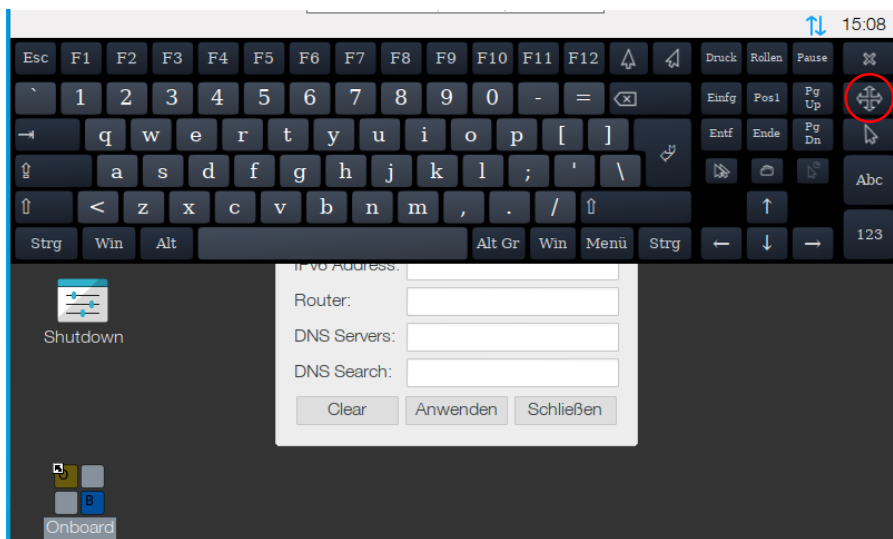 15:08
Esc F1 F2 F3 F4 F5 F6 F7 F8 F9 F10 F11 F12 Druck Rollen Pause
` 1 2 3 4 5 6 7 8 9 0 - = Einfg Pos1 Pg Up
q w e r t y u i o p [ ] Entf Ende Pg Dn
a s d f g h j k l ; ' \ Abc
< z x c v b n m , . /
Strg Win Alt Alt Gr Win Menü Strg 123
IPv6 Address:
Router:
Shutdown
DNS Servers:
DNS Search:
Clear Anwenden Schließen
B
Onboard